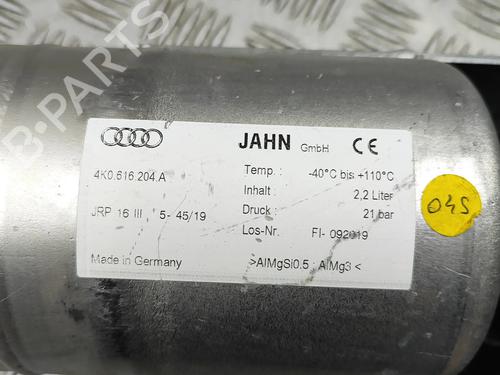 JAHN GmbH CE
4K0.616.204.A
Temp.: -40°C bis +110°C
Inhalt: 2,2 Liter
JRP 16 III, 5- 45/19
Druck: 21 bar
Los-Nr. FI- 092019
Made in Germany
>AlMgSi0.5 ; AlMg3<
045
B-PARTS